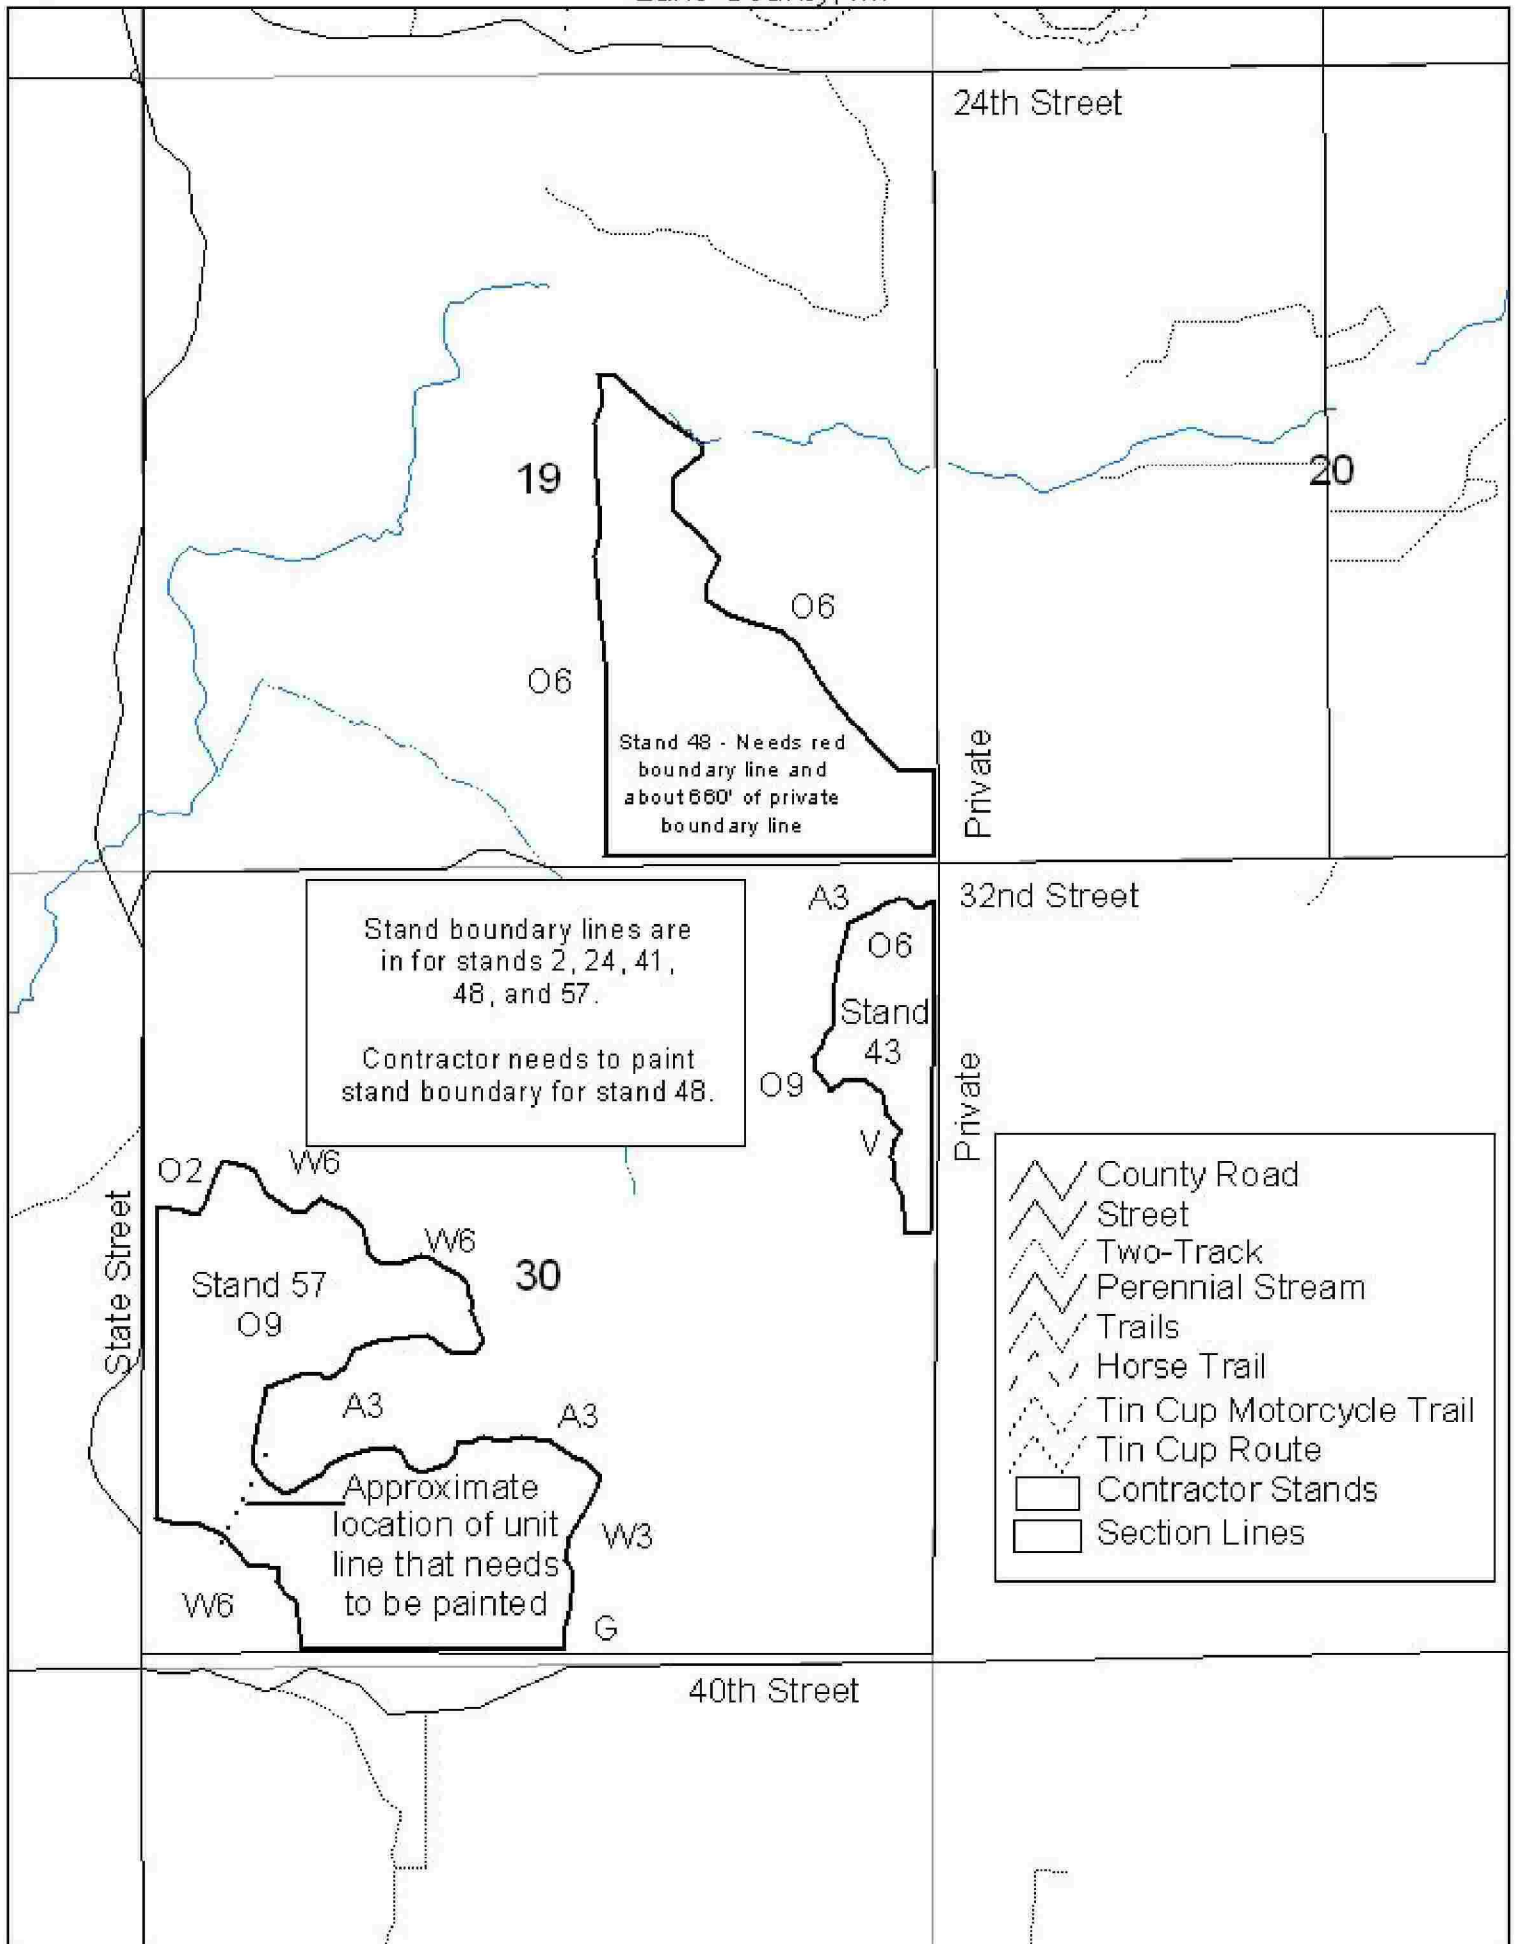 24th Street
19
20
O6
O6
Stand 48 - Needs red
boundary line and
about 660' of private
boundary line
Private
32nd Street
A3
O6
Stand
43
O9
V
Private
Stand boundary lines are
in for stands 2, 24, 41,
48, and 57.
Contractor needs to paint
stand boundary for stand 48.
O2
W6
W6
State Street
Stand 57
O9
30
A3
A3
Approximate
location of unit
line that needs
to be painted
W3
W6
G
40th Street
County Road
Street
Two-Track
Perennial Stream
Trails
Horse Trail
Tin Cup Motorcycle Trail
Tin Cup Route
Contractor Stands
Section Lines